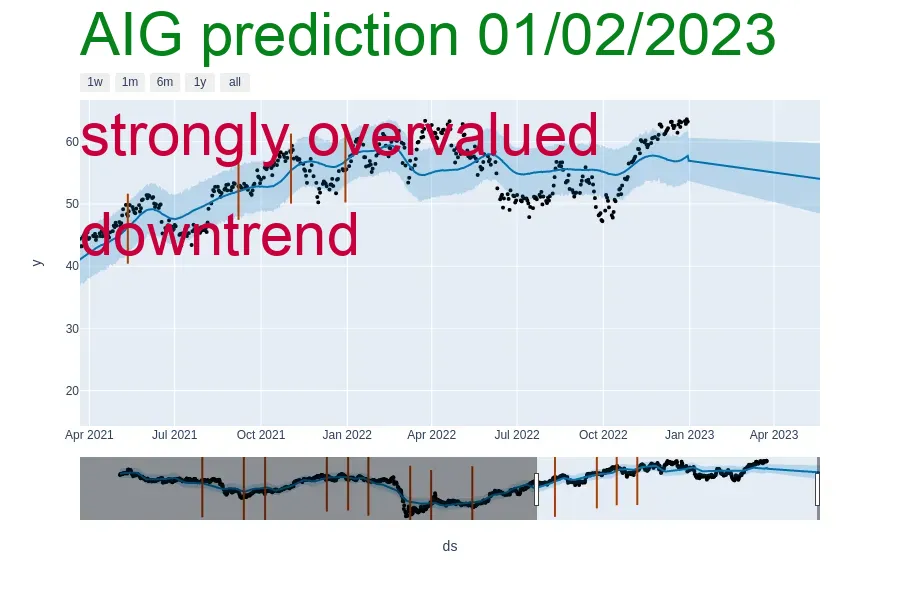 AIG prediction 01/02/2023
1w 1m 6m 1y all
strongly overvalued
downtrend
60
50
40
30
20
y
Apr 2021 Jul 2021 Oct 2021 Jan 2022 Apr 2022 Jul 2022 Oct 2022 Jan 2023 Apr 2023
ds